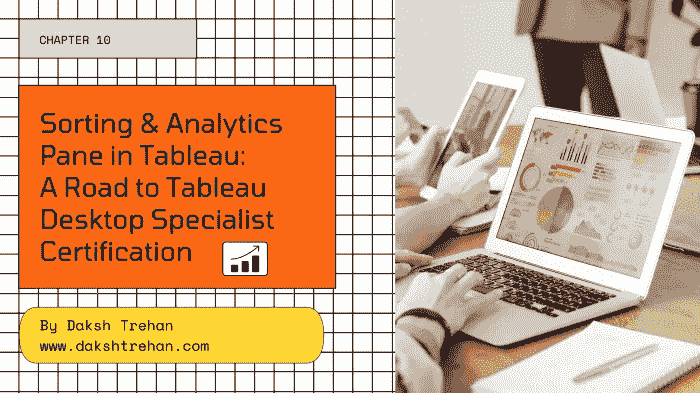 CHAPTER 10
Sorting & Analytics
Pane in Tableau:
A Road to Tableau
Desktop Specialist
Certification
By Daksh Trehan
www.dakshtrehan.com